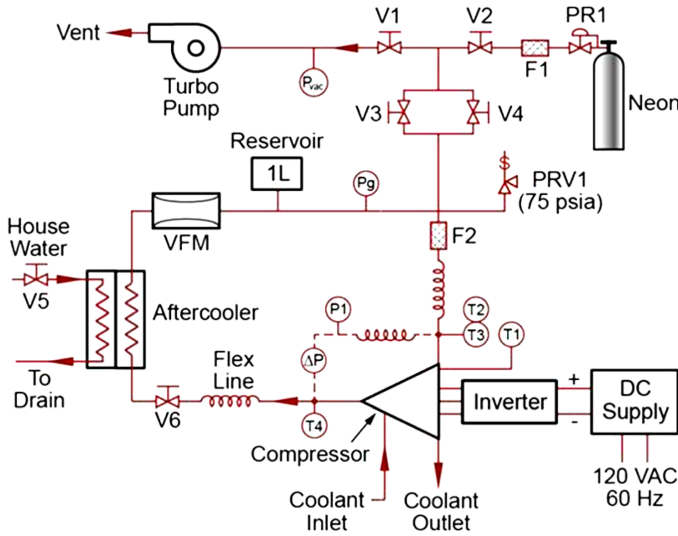 V1
V2
PR1
Vent
P vac
F1
Turbo
Pump
V3
V4
Neon
Reservoir
1L
Pg
S
PRV1
(75 psia)
House
Water
VFM
F2
V5
Aftercooler
P1
T2
T3
T1
ΔP
To
Drain
Flex
Line
V6
T4
Compressor
Inverter
+
-
DC
Supply
Coolant
Inlet
Coolant
Outlet
120 VAC
60 Hz